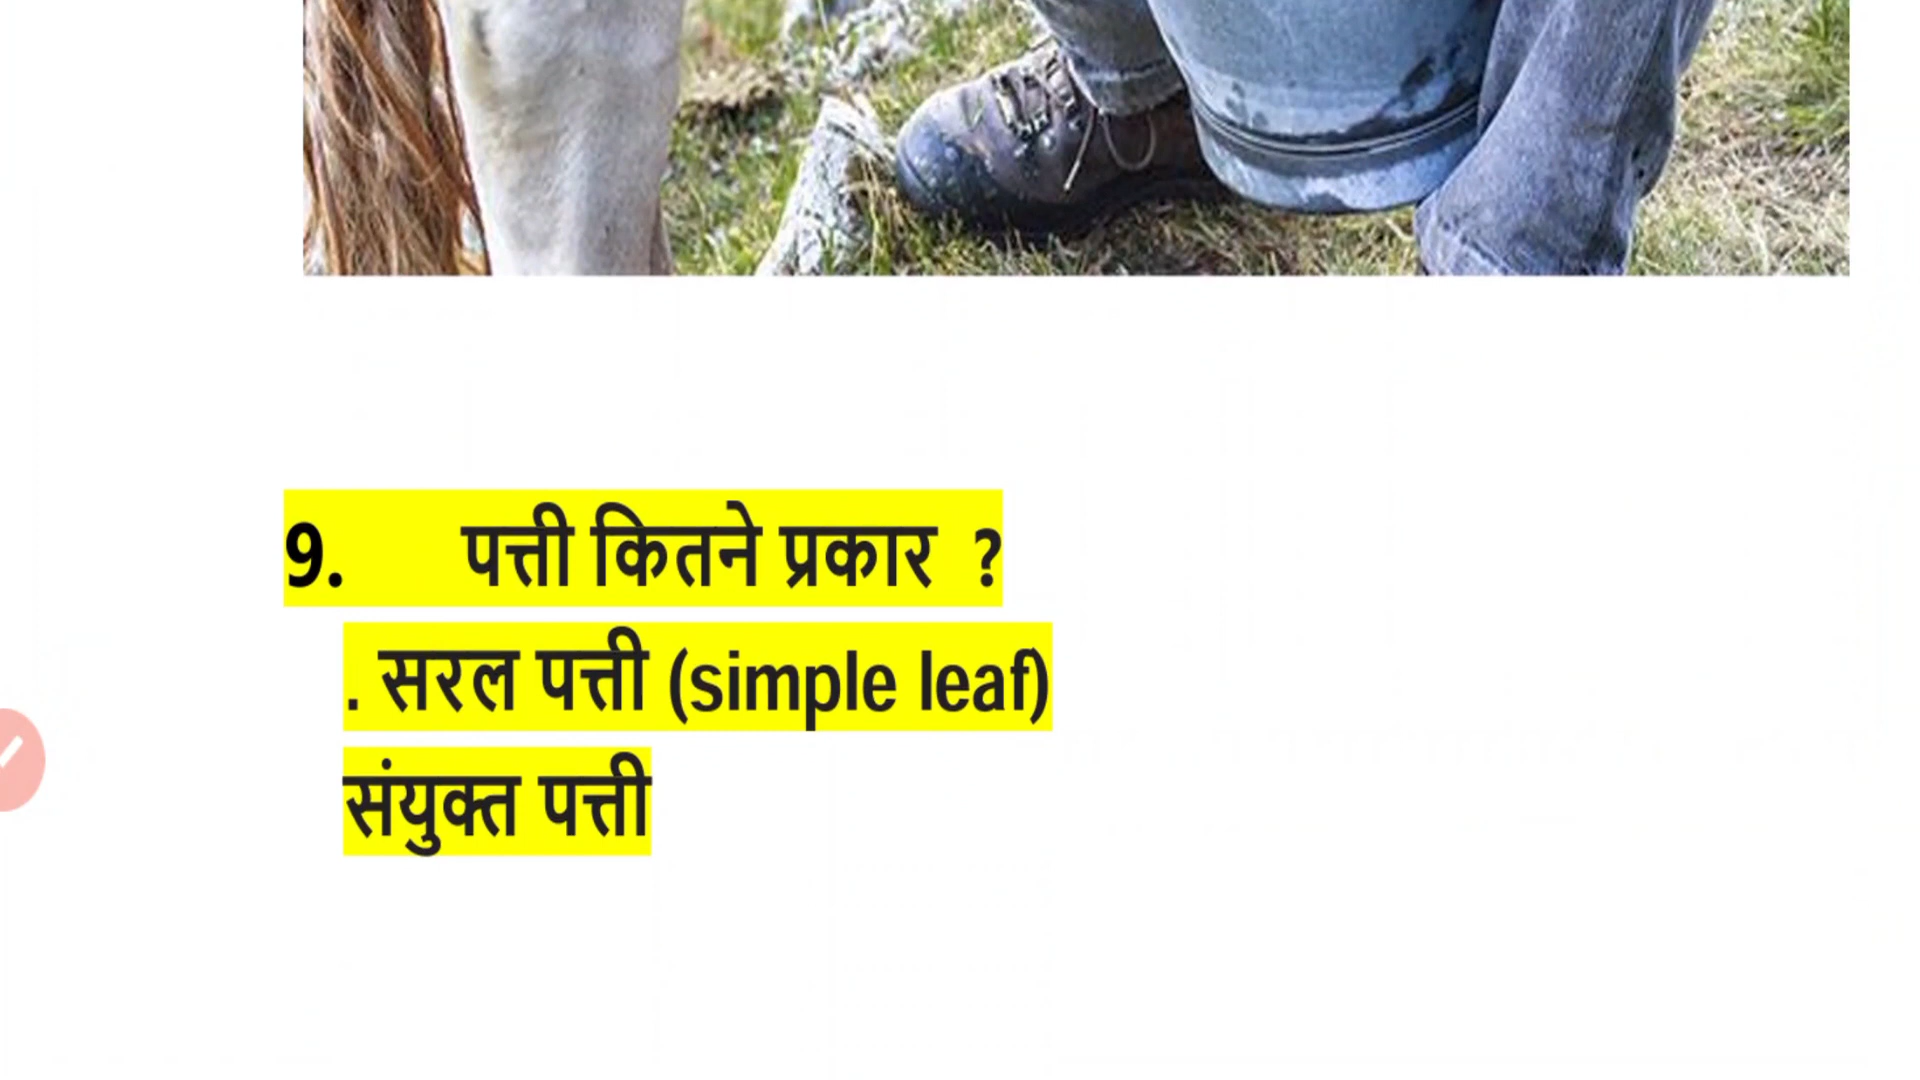 9. पत्ती कितने प्रकार ?
. सरल पत्ती (simple leaf)
संयुक्त पत्ती